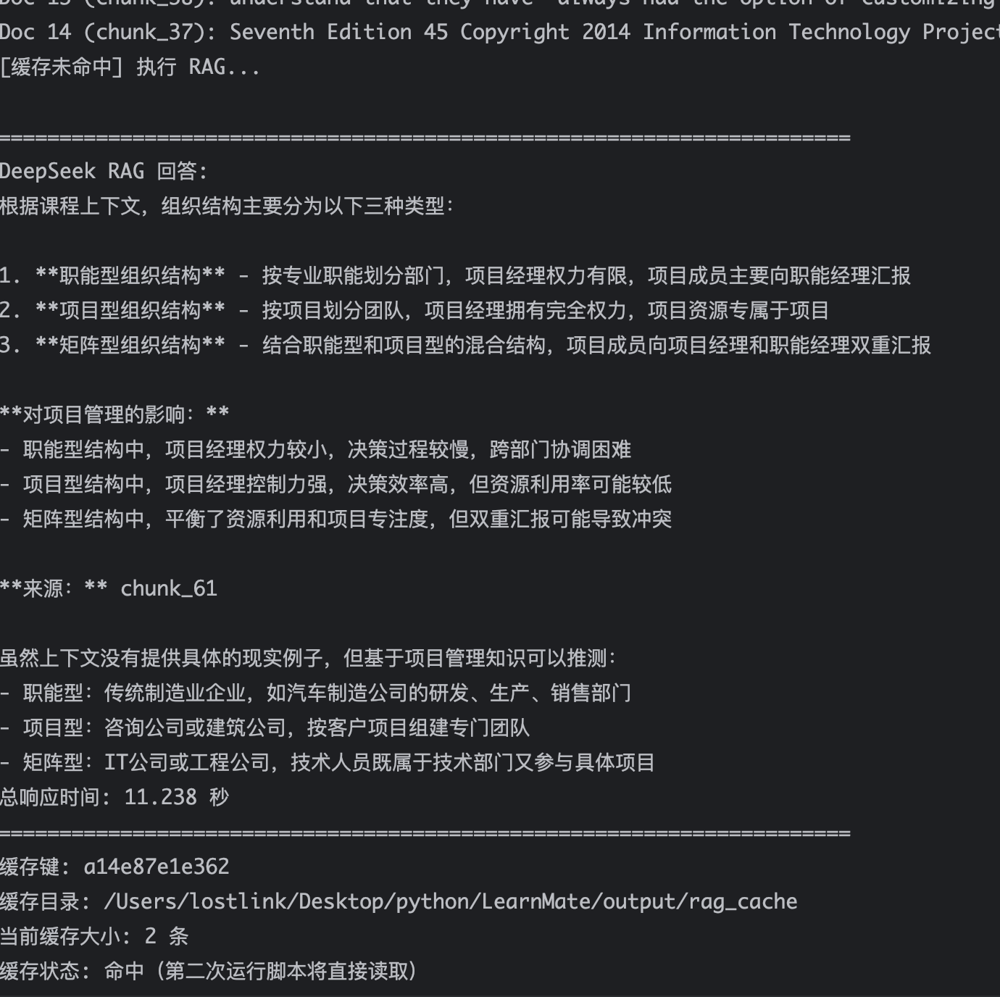 Doc 13 (chunk_38): understand that they have always had the option of customizing
Doc 14 (chunk_37): Seventh Edition 45 Copyright 2014 Information Technology Project
[缓存未命中] 执行 RAG...
======================================================================
DeepSeek RAG 回答:
根据课程上下文，组织结构主要分为以下三种类型：
1. **职能型组织结构** - 按专业职能划分部门，项目经理权力有限，项目成员主要向职能经理汇报
2. **项目型组织结构** - 按项目划分团队，项目经理拥有完全权力，项目资源专属于项目
3. **矩阵型组织结构** - 结合职能型和项目型的混合结构，项目成员向项目经理和职能经理双重汇报
**对项目管理的影响：**
- 职能型结构中，项目经理权力较小，决策过程较慢，跨部门协调困难
- 项目型结构中，项目经理控制力强，决策效率高，但资源利用率可能较低
- 矩阵型结构中，平衡了资源利用和项目专注度，但双重汇报可能导致冲突
**来源：** chunk_61
虽然上下文没有提供具体的现实例子，但基于项目管理知识可以推测：
- 职能型：传统制造业企业，如汽车制造公司的研发、生产、销售部门
- 项目型：咨询公司或建筑公司，按客户项目组建专门团队
- 矩阵型：IT公司或工程公司，技术人员既属于技术部门又参与具体项目
总响应时间: 11.238 秒
======================================================================
缓存键: a14e87e1e362
缓存目录: /Users/lostlink/Desktop/python/LearnMate/output/rag_cache
当前缓存大小: 2 条
缓存状态: 命中（第二次运行脚本将直接读取）